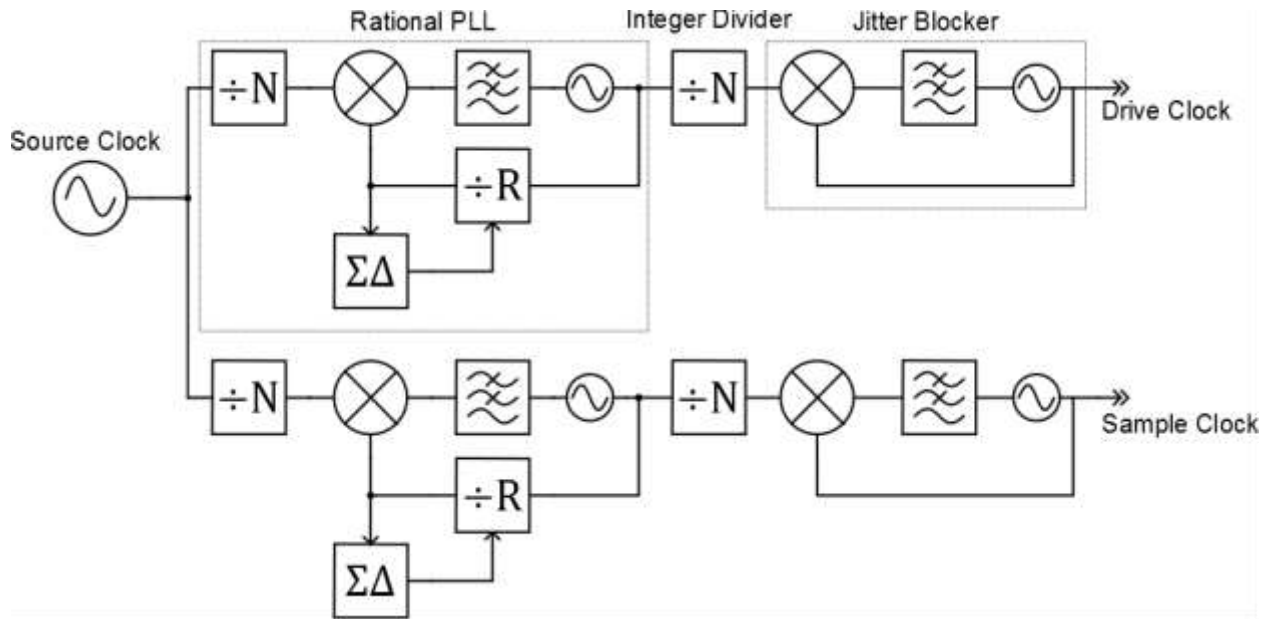 Rational PLL
Integer Divider
Jitter Blocker
÷N
÷N
Drive Clock
Source Clock
÷R
ΣΔ
÷N
÷N
Sample Clock
÷R
ΣΔ